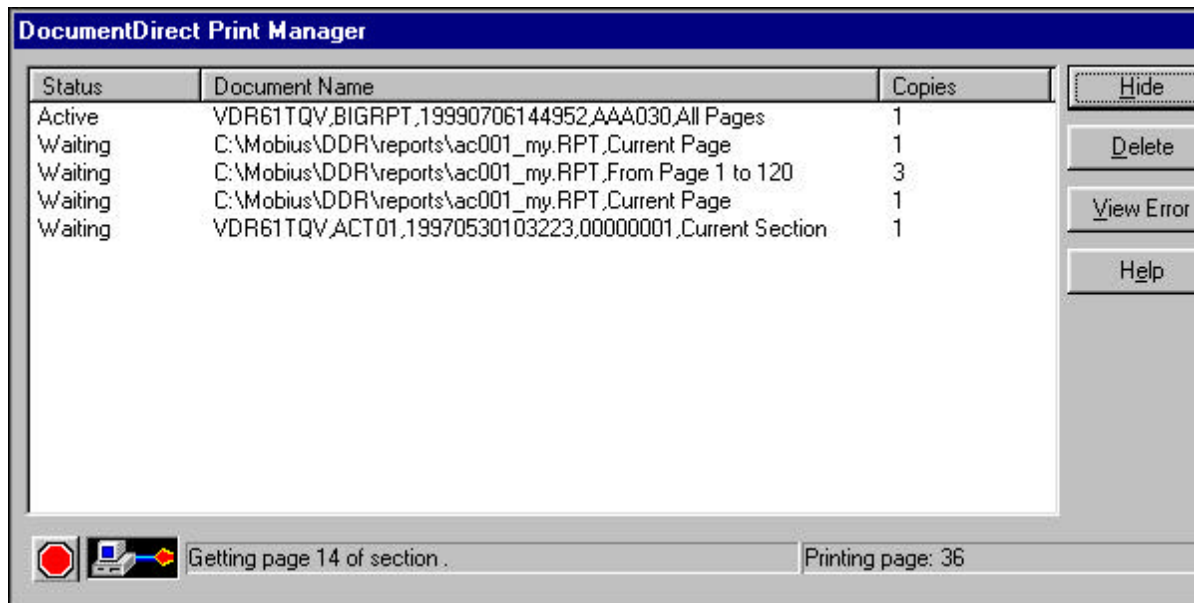 DocumentDirect Print Manager
Status Document Name Copies
Active VDR61TQV,BIGRPT,19990706144952,AAA030,All Pages 1
Waiting C:\Mobius\DDR\reports\ac001_my.RPT,Current Page 1
Waiting C:\Mobius\DDR\reports\ac001_my.RPT,From Page 1 to 120 3
Waiting C:\Mobius\DDR\reports\ac001_my.RPT,Current Page 1
Waiting VDR61TQV,ACT01,19970530103223,00000001,Current Section 1
Hide
Delete
View Error
Help
Getting page 14 of section . Printing page: 36